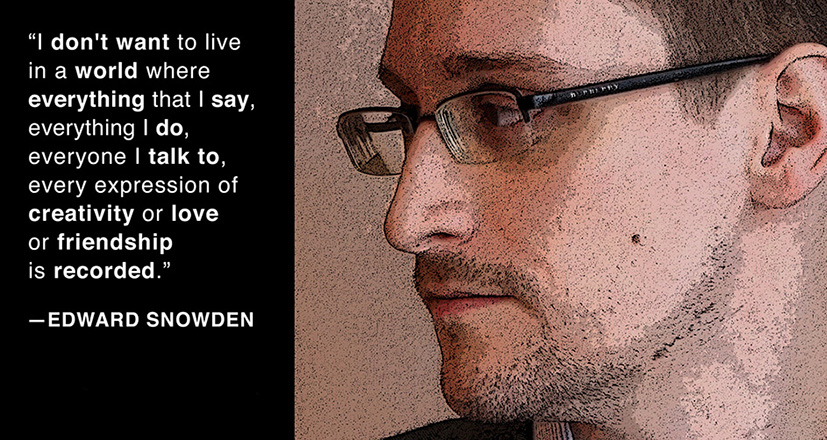 “I don't want to live
in a world where
everything that I say,
everything I do,
everyone I talk to,
every expression of
creativity or love
or friendship
is recorded.”
—EDWARD SNOWDEN
BURBERRY